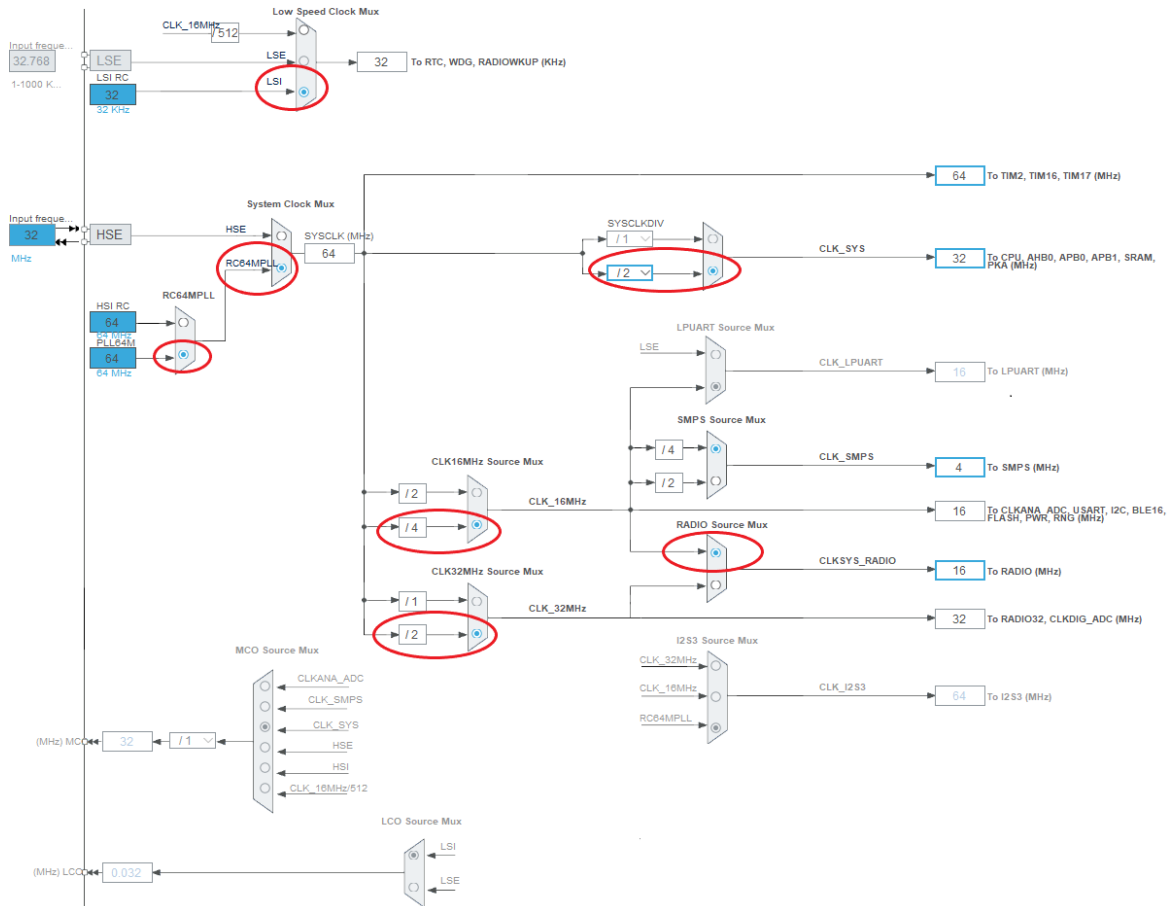 Low Speed Clock Mux
CLK_16MHz
/ 512
Input freque...
32.768
1-1000 K...
LSE
LSE
LSI RC
32
32 KHz
LSI
32
To RTC, WDG, RADIOWKUP (KHz)
64
To TIM2, TIM16, TIM17 (MHz)
System Clock Mux
Input freque...
32
MHz
HSE
HSE
SYSCLK (MHz)
64
RC64MPLL
SYSCLKDIV
/ 1
/ 2
CLK_SYS
32
To CPU, AHB0, APB0, APB1, SRAM,
PKA (MHz)
RC64MPLL
HSI RC
64
64 MHz
PLL64M
64
64 MHz
LPUART Source Mux
LSE
CLK_LPUART
16
To LPUART (MHz)
SMPS Source Mux
/ 4
/ 2
CLK_SMPS
4
To SMPS (MHz)
CLK16MHz Source Mux
/ 2
/ 4
CLK_16MHz
16
To CLKANA_ADC, USART, I2C, BLE16,
FLASH, PWR, RNG (MHz)
RADIO Source Mux
CLKSYS_RADIO
16
To RADIO (MHz)
CLK32MHz Source Mux
/ 1
/ 2
CLK_32MHz
32
To RADIO32, CLKDIG_ADC (MHz)
I2S3 Source Mux
CLK_32MHz
CLK_16MHz
RC64MPLL
CLK_I2S3
64
To I2S3 (MHz)
MCO Source Mux
CLKANA_ADC
CLK_SMPS
CLK_SYS
HSE
HSI
CLK_16MHz/512
(MHz) MC
32
/ 1
LCO Source Mux
LSI
LSE
(MHz) LCO
0.032